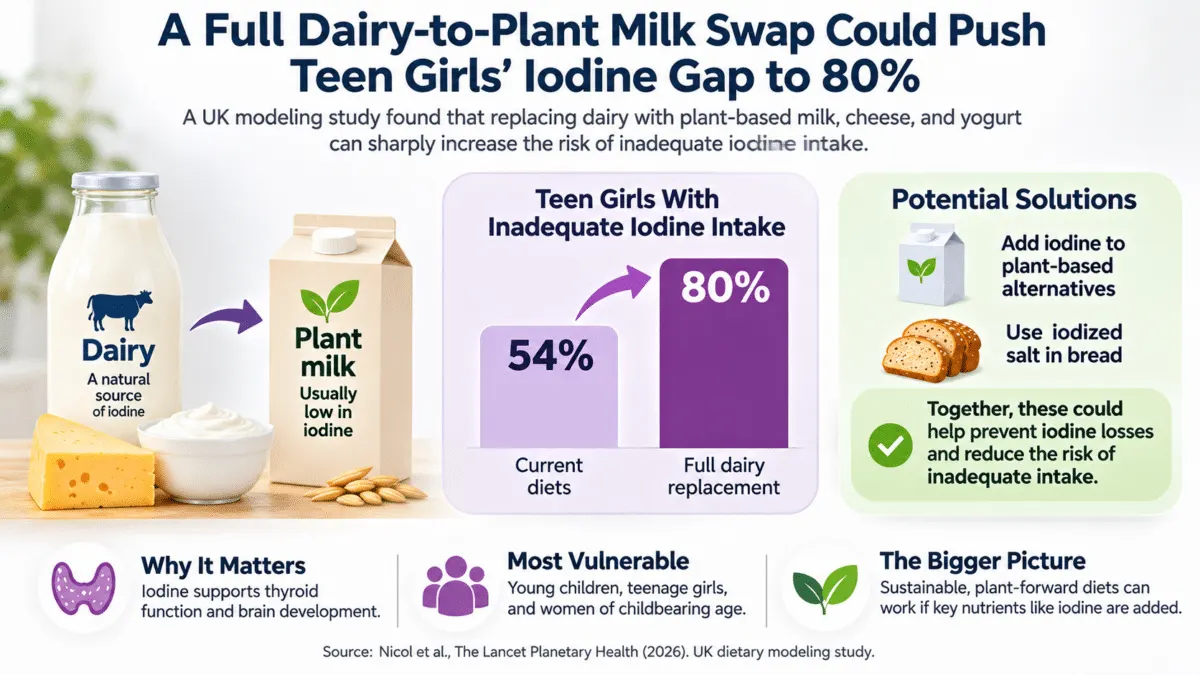 A Full Dairy-to-Plant Milk Swap Could Push
Teen Girls’ Iodine Gap to 80%
A UK modeling study found that replacing dairy with plant-based milk, cheese, and yogurt
can sharply increase the risk of inadequate iodine intake.
Dairy
A natural
source
of iodine
Plant
milk
Usually
low in
iodine
Teen Girls With
Inadequate Iodine Intake
54%
80%
Current
diets
Full dairy
replacement
Potential Solutions
Add iodine to
plant-based
alternatives
Use iodized
salt in bread
Together, these could
help prevent iodine losses
and reduce the risk of
inadequate intake.
Why It Matters
Iodine supports thyroid
function and brain development.
Most Vulnerable
Young children, teenage girls,
and women of childbearing age.
The Bigger Picture
Sustainable, plant-forward diets can
work if key nutrients like iodine are added.
Source: Nicol et al., The Lancet Planetary Health (2026). UK dietary modeling study.